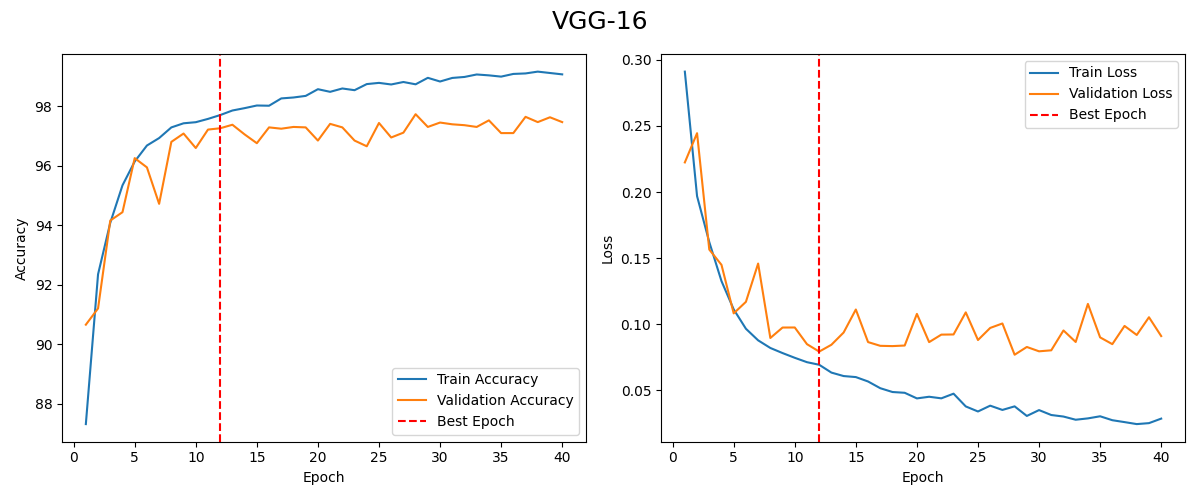 VGG-16
98
96
94
92
90
88
Accuracy
Train Accuracy
Validation Accuracy
Best Epoch
0 5 10 15 20 25 30 35 40
Epoch
0.30
0.25
0.20
0.15
0.10
0.05
Loss
Train Loss
Validation Loss
Best Epoch
0 5 10 15 20 25 30 35 40
Epoch